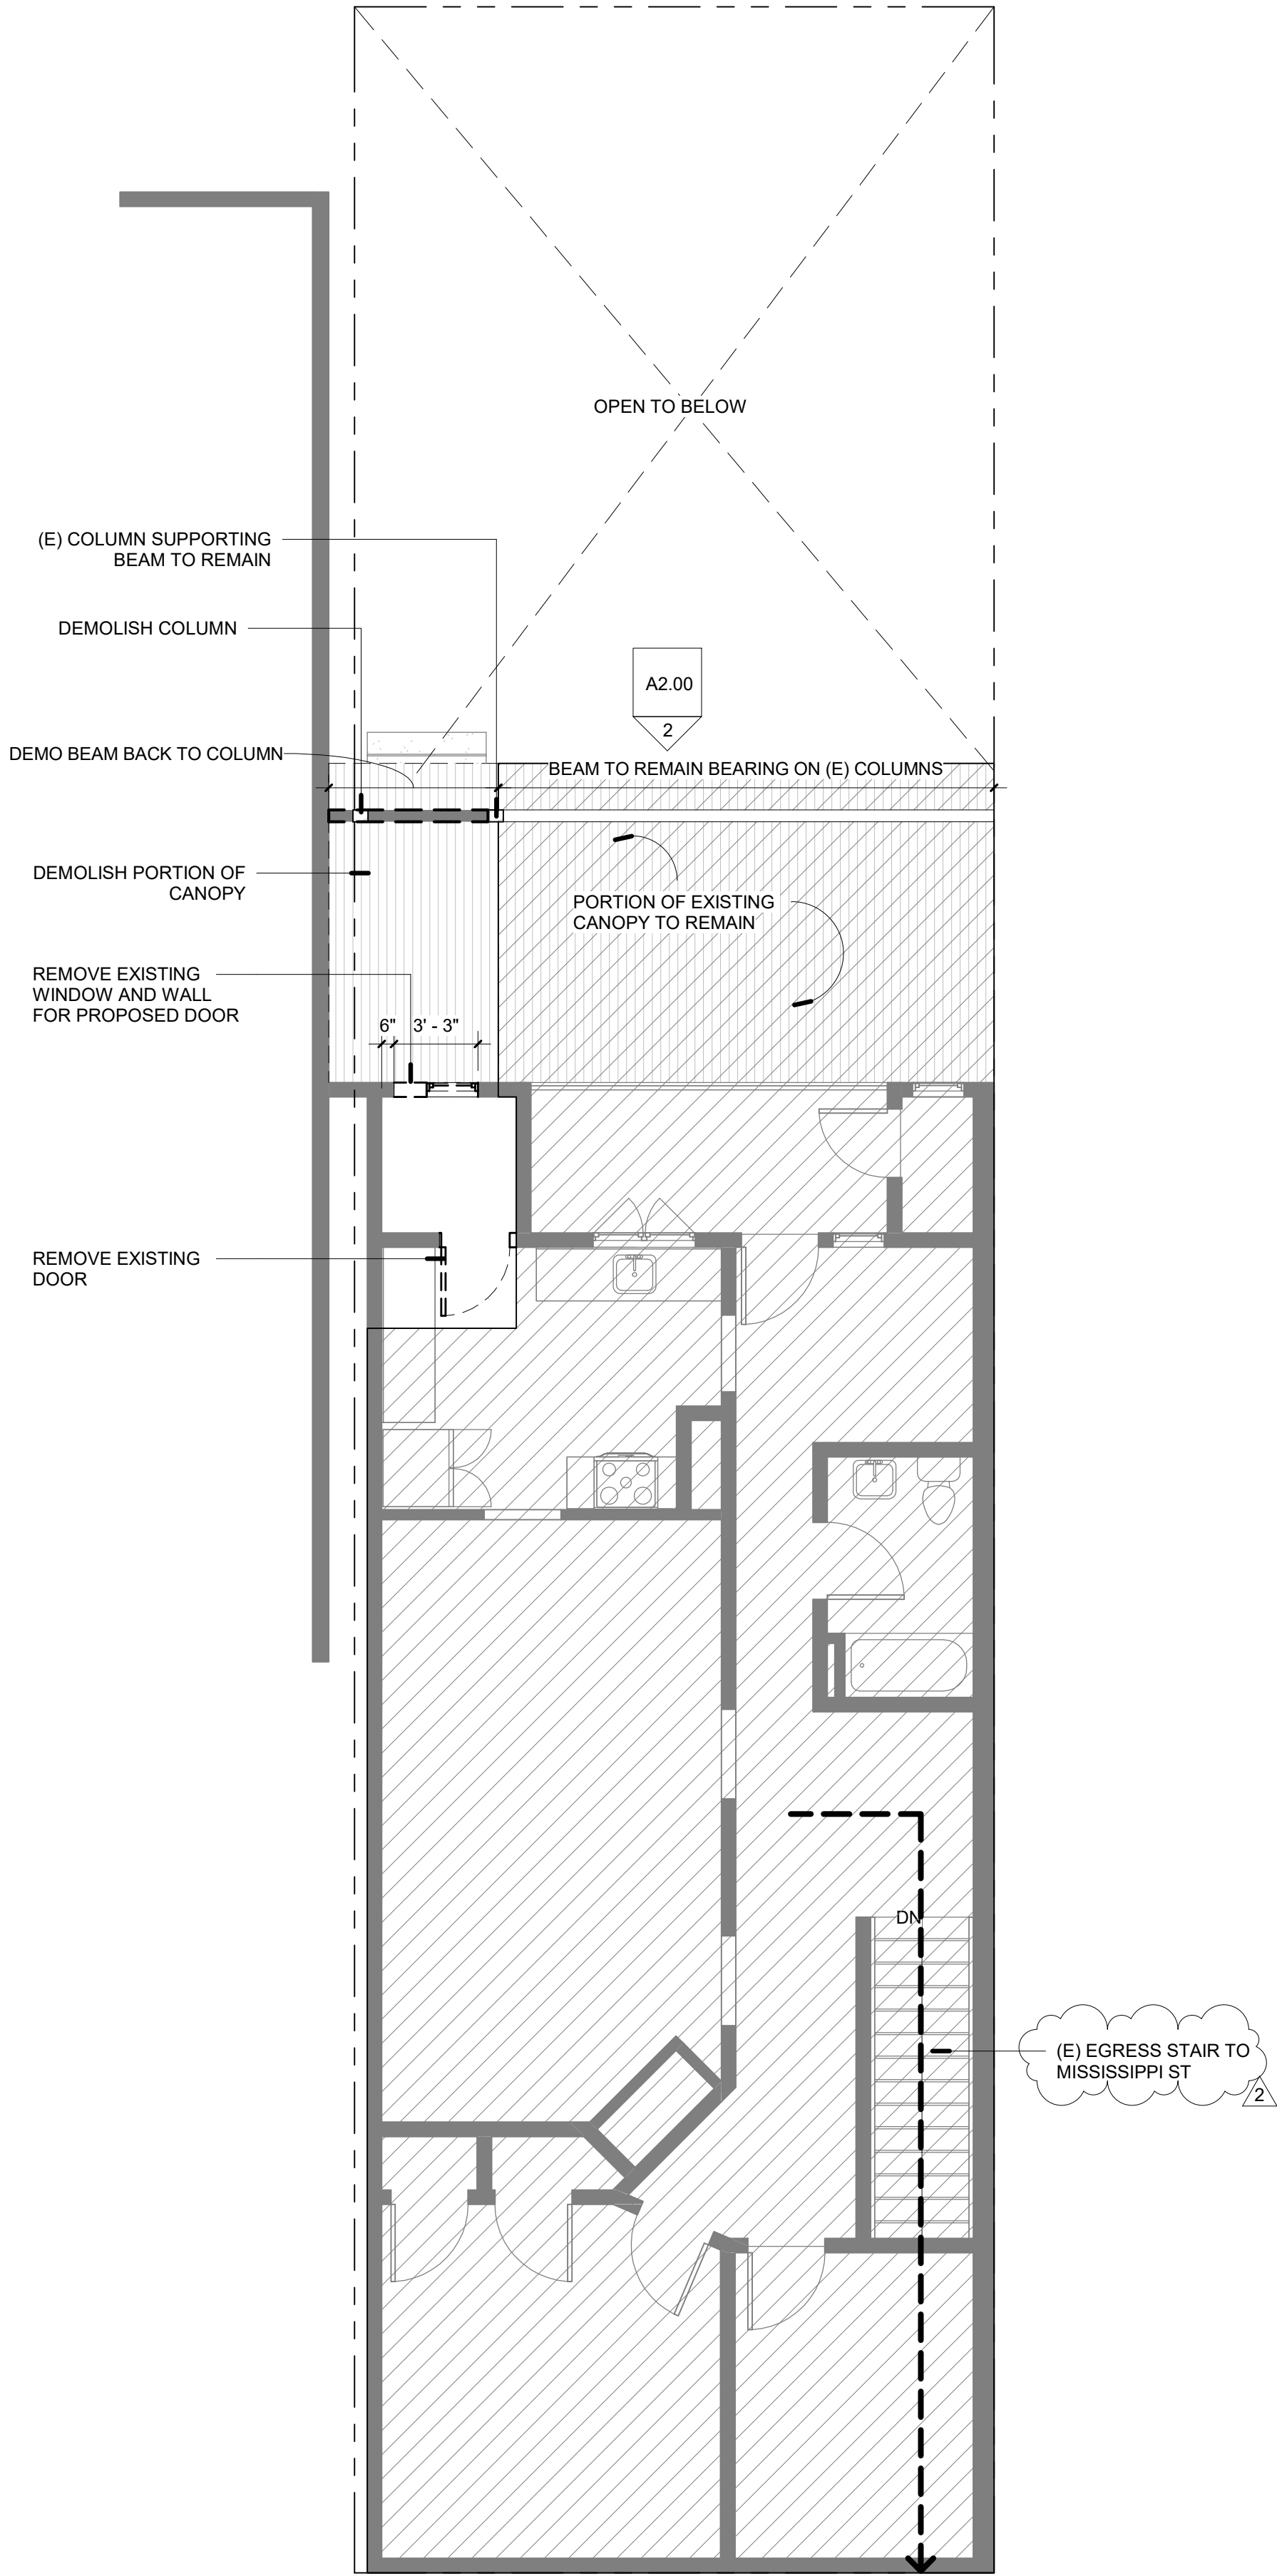 OPEN TO BELOW
(E) COLUMN SUPPORTING
BEAM TO REMAIN
DEMOLISH COLUMN
A2.00
2
DEMO BEAM BACK TO COLUMN
BEAM TO REMAIN BEARING ON (E) COLUMNS
DEMOLISH PORTION OF
CANOPY
PORTION OF EXISTING
CANOPY TO REMAIN
REMOVE EXISTING
WINDOW AND WALL
FOR PROPOSED DOOR
6" 3' - 3"
REMOVE EXISTING
DOOR
DN
(E) EGRESS STAIR TO
MISSISSIPPI ST
2